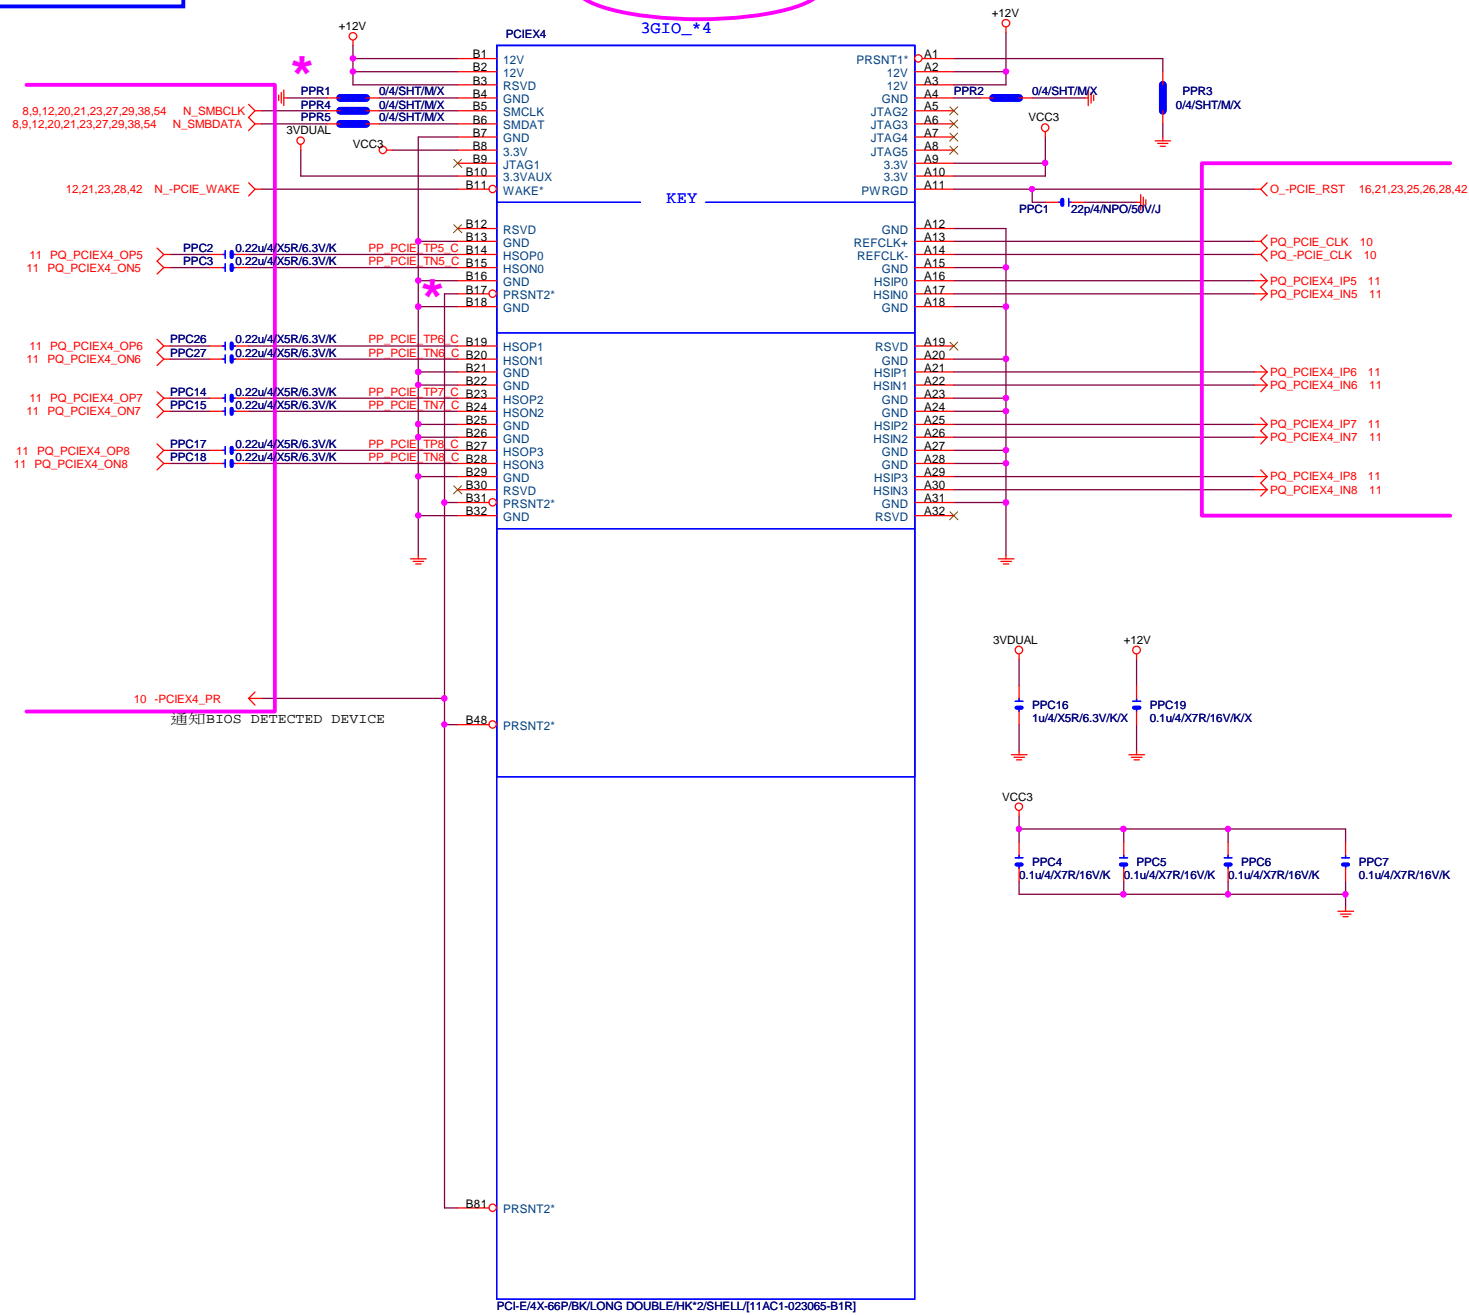 3GIO_*4
PCIEX4
+12V
+12V
B1 12V PRSNT1* A1
B2 12V 12V A2
B3 RSVD 12V A3
PPR1 0/4/SHT/M/X B4 GND GND A4 PPR2 0/4/SHT/M/X
PPR3
0/4/SHT/M/X
8,9,12,20,21,23,27,29,38,54 N_SMBCLK PPR4 0/4/SHT/M/X B5 SMCLK JTAG2 A5
8,9,12,20,21,23,27,29,38,54 N_SMBDATA PPR5 0/4/SHT/M/X B6 SMDAT JTAG3 A6
3VDUAL B7 GND JTAG4 A7 VCC3
VCC3 B8 3.3V JTAG5 A8
B9 JTAG1 3.3V A9
B10 3.3VAUX 3.3V A10
12,21,23,28,42 N_-PCIE_WAKE B11 WAKE* PWRGD A11 O_-PCIE_RST 16,21,23,25,26,28,42
KEY
PPC1 22p/4/NPO/50V/J
B12 RSVD GND A12
B13 GND REFCLK+ A13 PQ_PCIE_CLK 10
11 PQ_PCIEX4_OP5 PPC2 0.22u/4/X5R/6.3V/K PP_PCIE_TP5_C B14 HSOP0 REFCLK- A14 PQ_-PCIE_CLK 10
11 PQ_PCIEX4_ON5 PPC3 0.22u/4/X5R/6.3V/K PP_PCIE_TN5_C B15 HSON0 GND A15
B16 GND HSIP0 A16 PQ_PCIEX4_IP5 11
B17 PRSNT2* HSIN0 A17 PQ_PCIEX4_IN5 11
B18 GND GND A18
11 PQ_PCIEX4_OP6 PPC26 0.22u/4/X5R/6.3V/K PP_PCIE_TP6_C B19 HSOP1 RSVD A19
11 PQ_PCIEX4_ON6 PPC27 0.22u/4/X5R/6.3V/K PP_PCIE_TN6_C B20 HSON1 GND A20
B21 GND HSIP1 A21 PQ_PCIEX4_IP6 11
B22 GND HSIN1 A22 PQ_PCIEX4_IN6 11
11 PQ_PCIEX4_OP7 PPC14 0.22u/4/X5R/6.3V/K PP_PCIE_TP7_C B23 HSOP2 GND A23
11 PQ_PCIEX4_ON7 PPC15 0.22u/4/X5R/6.3V/K PP_PCIE_TN7_C B24 HSON2 GND A24
B25 GND HSIP2 A25 PQ_PCIEX4_IP7 11
B26 GND HSIN2 A26 PQ_PCIEX4_IN7 11
11 PQ_PCIEX4_OP8 PPC17 0.22u/4/X5R/6.3V/K PP_PCIE_TP8_C B27 HSOP3 GND A27
11 PQ_PCIEX4_ON8 PPC18 0.22u/4/X5R/6.3V/K PP_PCIE_TN8_C B28 HSON3 GND A28
B29 GND HSIP3 A29 PQ_PCIEX4_IP8 11
B30 RSVD HSIN3 A30 PQ_PCIEX4_IN8 11
B31 PRSNT2* GND A31
B32 GND RSVD A32
3VDUAL +12V
10 -PCIEX4_PR
PPC16 PPC19
1u/4/X5R/6.3V/K/X 0.1u/4/X7R/16V/K/X
通知BIOS DETECTED DEVICE
B48 PRSNT2*
VCC3
PPC4 PPC5 PPC6 PPC7
0.1u/4/X7R/16V/K 0.1u/4/X7R/16V/K 0.1u/4/X7R/16V/K 0.1u/4/X7R/16V/K
B81 PRSNT2*
PCI-E/4X-66P/BK/LONG DOUBLE/HK*2/SHELL/[11AC1-023065-B1R]